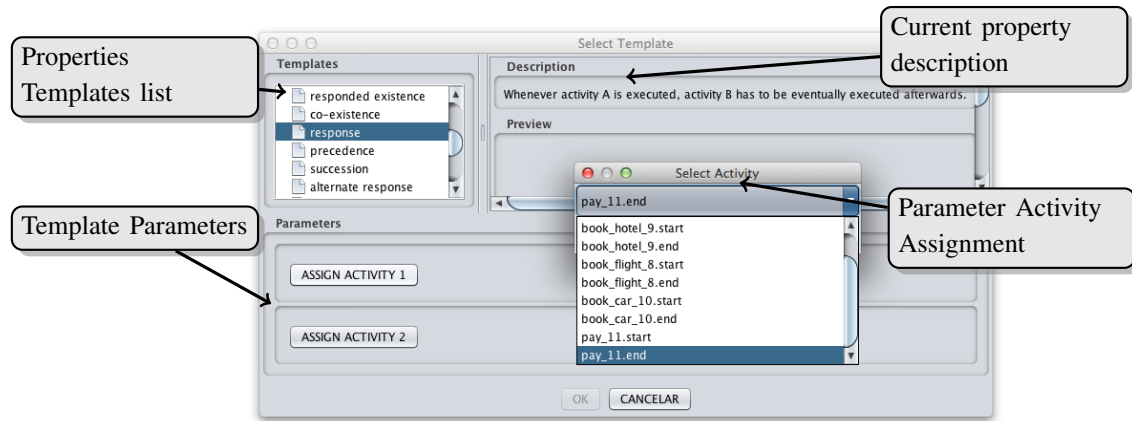 Properties
Templates list
Current property
description
Select Template
Templates
responded existence
co-existence
response
precedence
succession
alternate response
Description
Whenever activity A is executed, activity B has to be eventually executed afterwards.
Preview
Select Activity
pay_11.end
book_hotel_9.start
book_hotel_9.end
book_flight_8.start
book_flight_8.end
book_car_10.start
book_car_10.end
pay_11.start
pay_11.end
Parameter Activity
Assignment
Template Parameters
Parameters
ASSIGN ACTIVITY 1
ASSIGN ACTIVITY 2
OK
CANCELAR